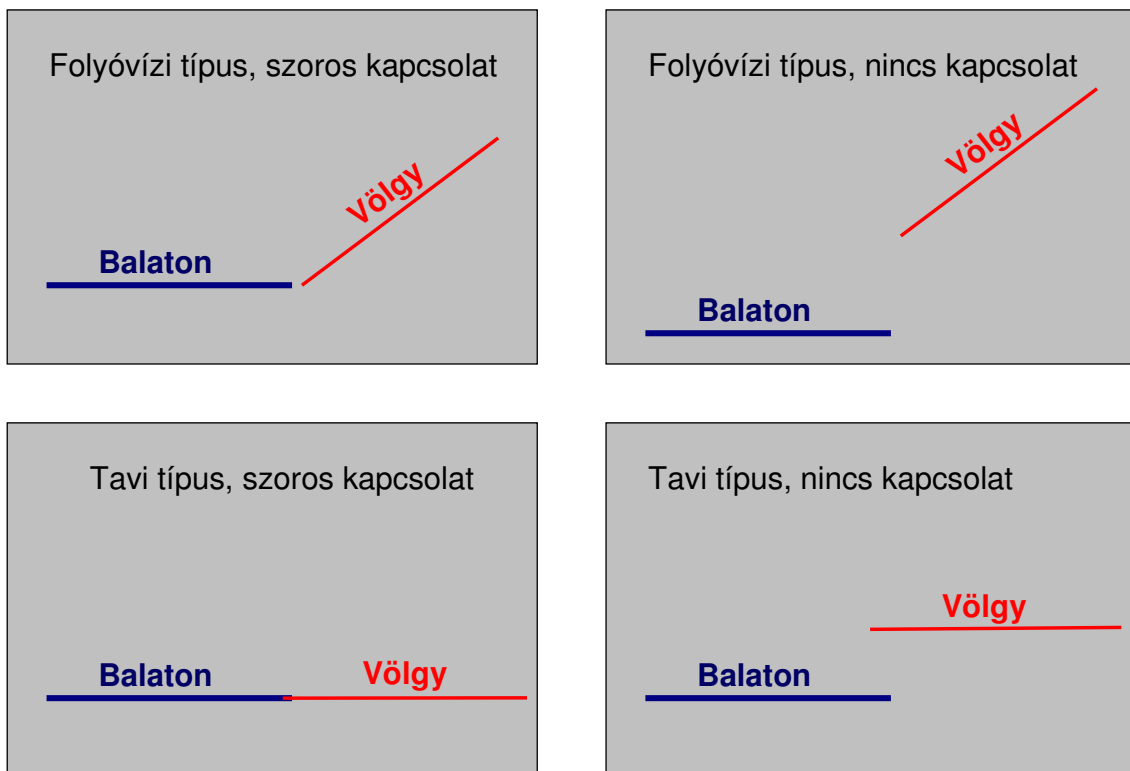 Folyóvízi típus, szoros kapcsolat
Völgy
Balaton
Folyóvízi típus, nincs kapcsolat
Völgy
Balaton
Tavi típus, szoros kapcsolat
Balaton
Völgy
Tavi típus, nincs kapcsolat
Völgy
Balaton